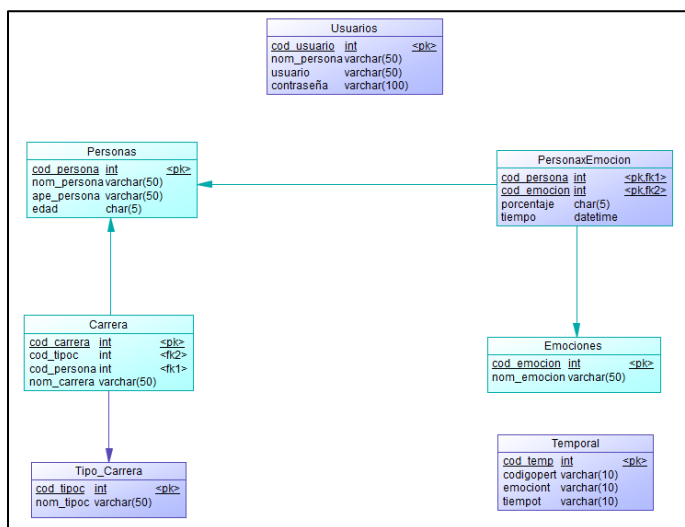 Usuarios
cod_usuario int <pk>
nom_persona varchar(50)
usuario varchar(50)
contraseña varchar(100)
Personas
cod_persona int <pk>
nom_persona varchar(50)
ape_persona varchar(50)
edad char(5)
PersonaxEmocion
cod_persona int <pk,fk1>
cod_emocion int <pk,fk2>
porcentaje char(5)
tiempo datetime
Carrera
cod_carrera int <pk>
cod_tipoc int <fk2>
cod_persona int <fk1>
nom_carrera varchar(50)
Emociones
cod_emocion int <pk>
nom_emocion varchar(50)
Tipo_Carrera
cod_tipoc int <pk>
nom_tipoc varchar(50)
Temporal
cod_temp int <pk>
codigopert varchar(10)
emociont varchar(10)
tiempot varchar(10)